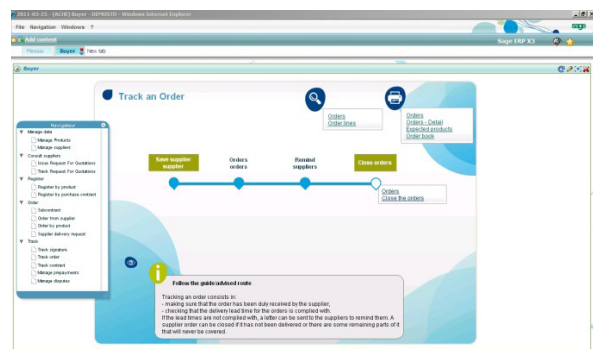 2011-03-25 - [ACHE] Buyer - DEMOAUTO - Windows Internet Explorer
File Navigation Windows ?
sage
Add content
Sage ERP X3
Menus Buyer New tab
Buyer
Track an Order
Orders
Order lines
Orders
Orders - Detail
Expected products
Order book
Navigateur
Manage data
Manage Products
Manage suppliers
Consult suppliers
Issue Request For Quotations
Track Request For Quotations
Register
Register by product
Register by purchase contract
Order
Subcontract
Order from supplier
Order by product
Supplier delivery request
Track
Track signature
Track order
Track contract
Manage prepayments
Manage disputes
Save supplier
supplier
Orders
orders
Remind
suppliers
Close orders
Orders
Close the orders
Follow the guide/advised route
Tracking an order consists in:
- making sure that the order has been duly received by the supplier,
- checking that the delivery lead time for the orders is complied with.
If the lead times are not complied with, a letter can be sent to the suppliers to remind them. A
supplier order can be closed if it has not been delivered or there are some remaining parts of it
that will never be covered.